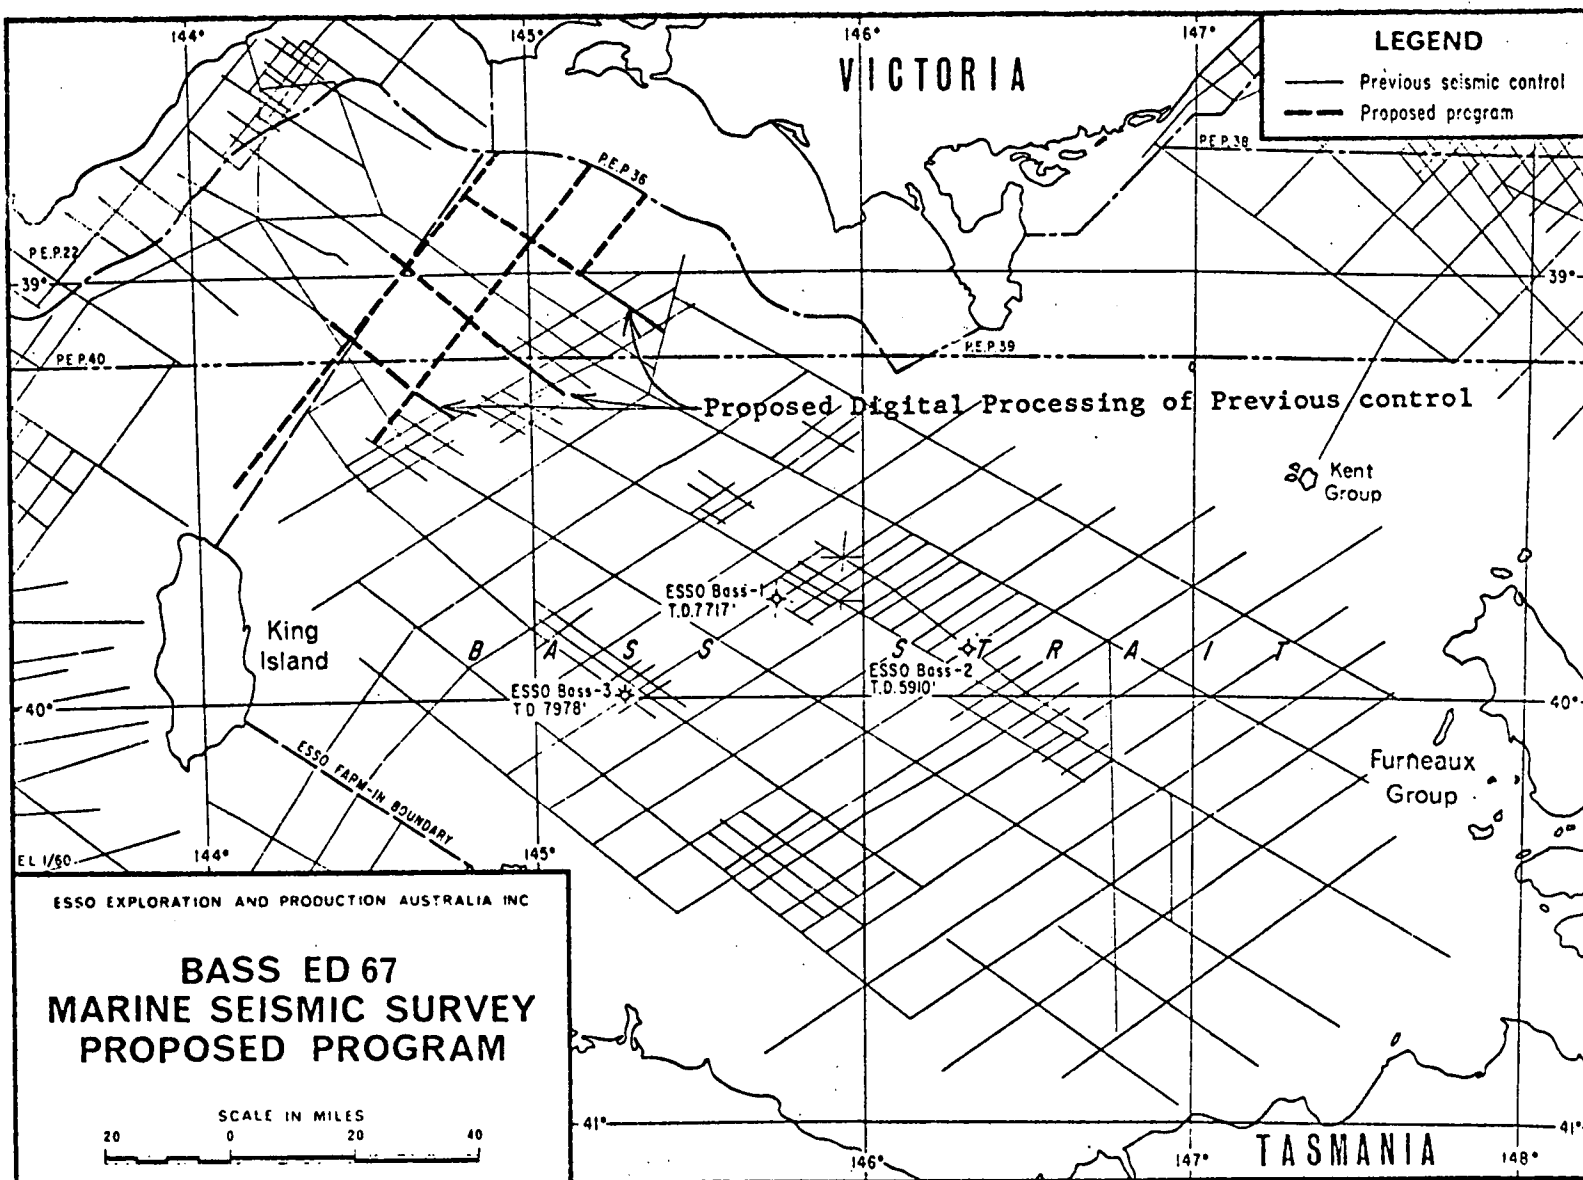 144°
145°
146°
147°
VICTORIA
LEGEND
Previous seismic control
Proposed program
P.E.P.38
P.E.P.36
P.E.P.22
39°
39°
P.E.P.40
P.E.P.39
Proposed Digital Processing of Previous control
Kent
Group
ESSO Bass-1
T.D.7717'
King
Island
BASS STRAIT
ESSO Bass-2
T.D.5910'
ESSO Bass-3
T D 7978'
40°
40°
ESSO FARM-IN BOUNDARY
Furneaux
Group
EL 1/60
144°
145°
ESSO EXPLORATION AND PRODUCTION AUSTRALIA INC
BASS ED 67
MARINE SEISMIC SURVEY
PROPOSED PROGRAM
SCALE IN MILES
20 0 20 40
41°
41°
TASMANIA
146°
147°
148°